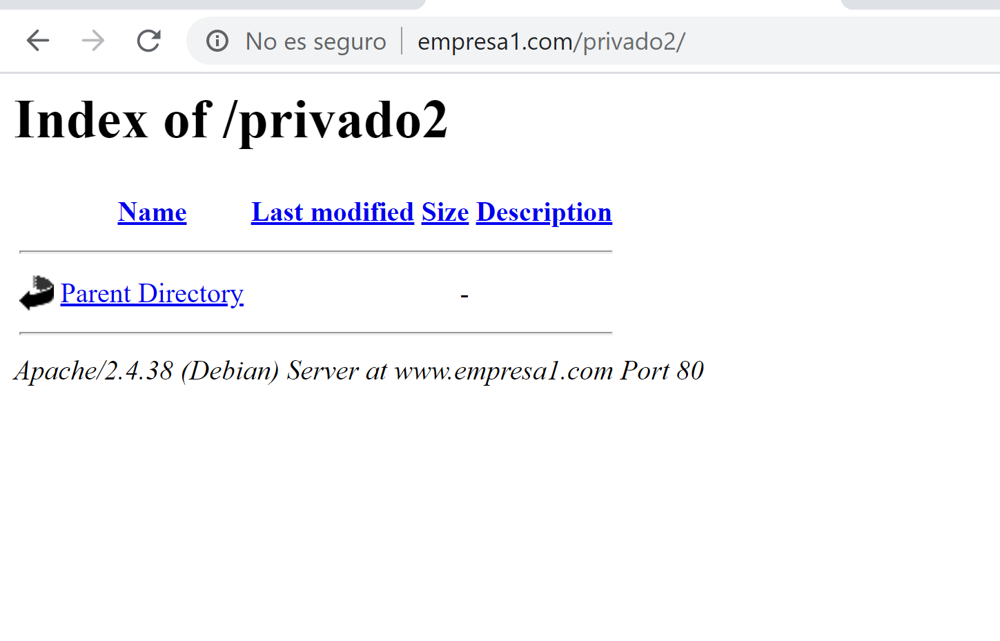 No es seguro empresa1.com/privado2/
Index of /privado2
Name Last modified Size Description
Parent Directory -
Apache/2.4.38 (Debian) Server at www.empresa1.com Port 80